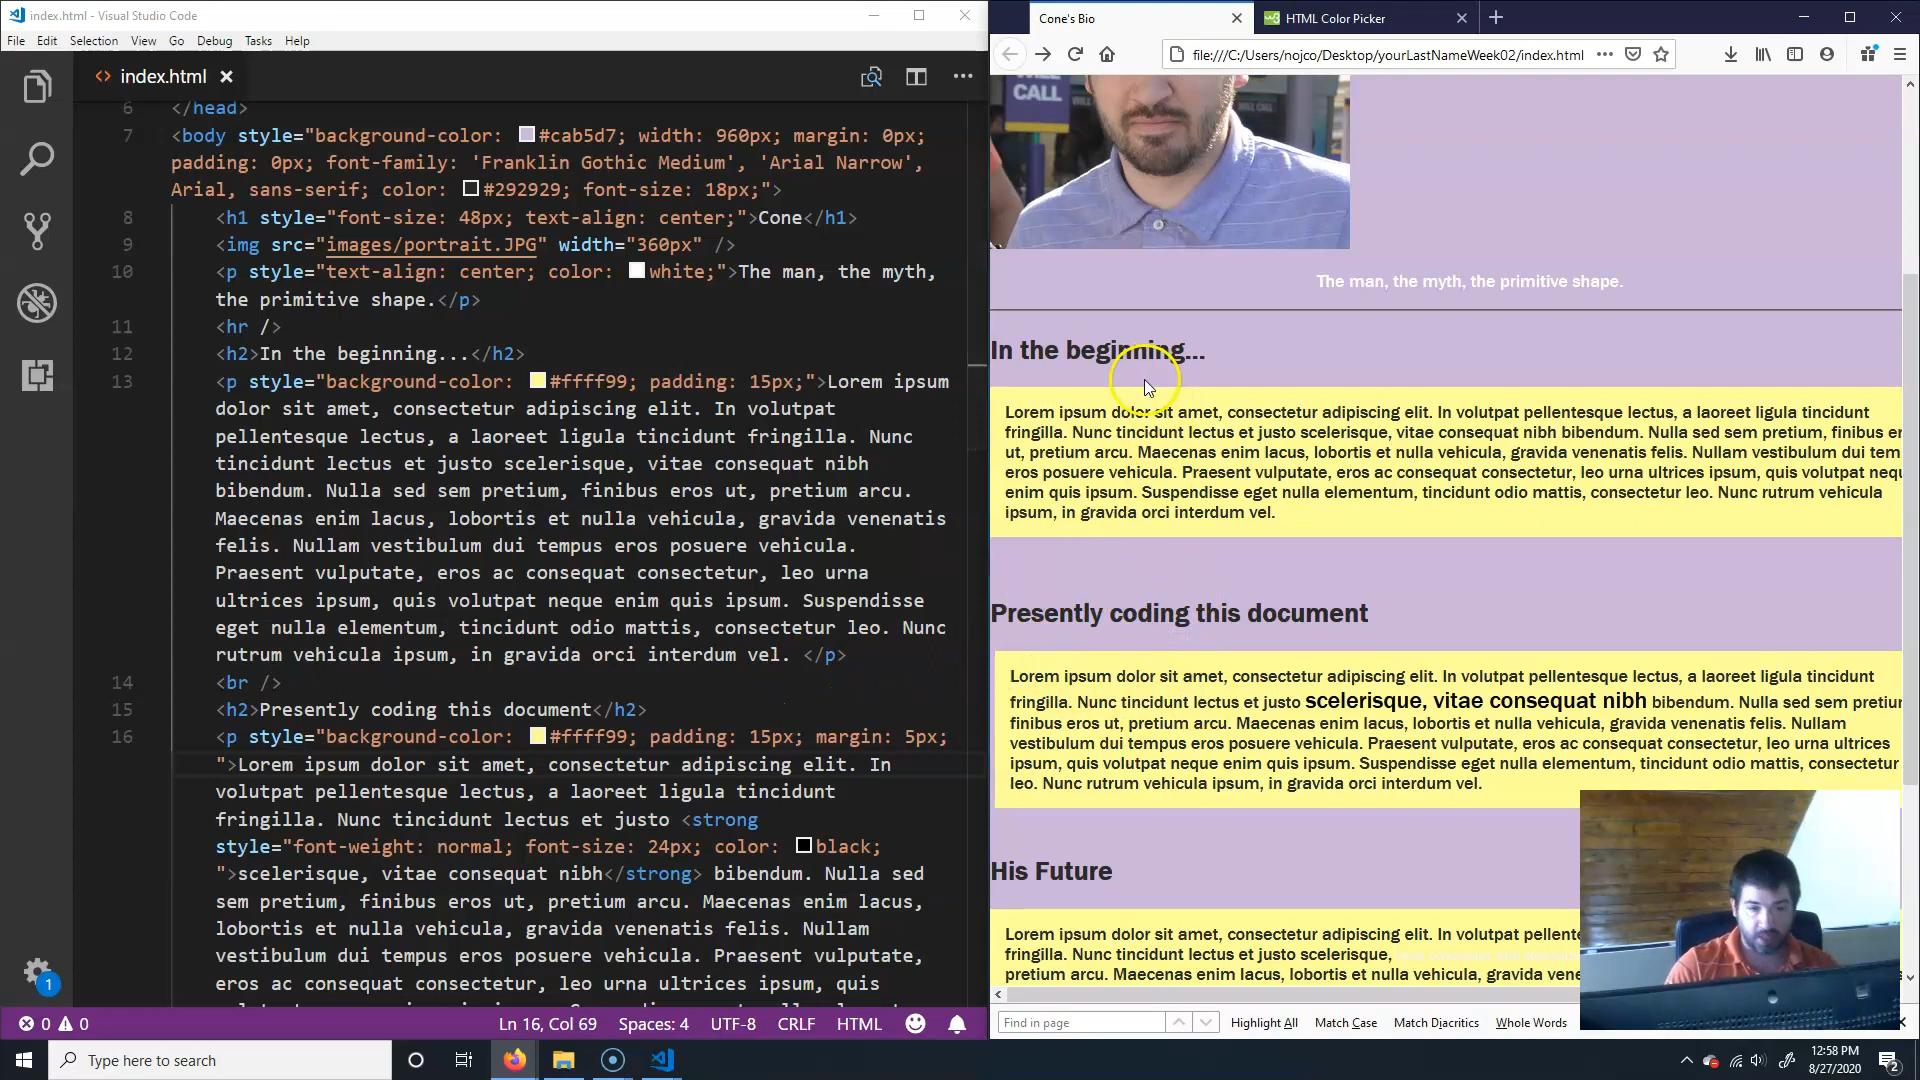 index.html - Visual Studio Code
File Edit Selection View Go Debug Tasks Help
index.html
6 </head>
7 <body style="background-color: #cab5d7; width: 960px; margin: 0px;
padding: 0px; font-family: 'Franklin Gothic Medium', 'Arial Narrow',
Arial, sans-serif; color: #292929; font-size: 18px;">
8 <h1 style="font-size: 48px; text-align: center;">Cone</h1>
9 <img src="images/portrait.JPG" width="360px" />
10 <p style="text-align: center; color: white;">The man, the myth,
the primitive shape.</p>
11 <hr />
12 <h2>In the beginning...</h2>
13 <p style="background-color: #ffff99; padding: 15px;">Lorem ipsum
dolor sit amet, consectetur adipiscing elit. In volutpat
pellentesque lectus, a laoreet ligula tincidunt fringilla. Nunc
tincidunt lectus et justo scelerisque, vitae consequat nibh
bibendum. Nulla sed sem pretium, finibus eros ut, pretium arcu.
Maecenas enim lacus, lobortis et nulla vehicula, gravida venenatis
felis. Nullam vestibulum dui tempus eros posuere vehicula.
Praesent vulputate, eros ac consequat consectetur, leo urna
ultrices ipsum, quis volutpat neque enim quis ipsum. Suspendisse
eget nulla elementum, tincidunt odio mattis, consectetur leo. Nunc
rutrum vehicula ipsum, in gravida orci interdum vel. </p>
14 <br />
15 <h2>Presently coding this document</h2>
16 <p style="background-color: #ffff99; padding: 15px; margin: 5px;
">Lorem ipsum dolor sit amet, consectetur adipiscing elit. In
volutpat pellentesque lectus, a laoreet ligula tincidunt
fringilla. Nunc tincidunt lectus et justo <strong
style="font-weight: normal; font-size: 24px; color: black;
">scelerisque, vitae consequat nibh</strong> bibendum. Nulla sed
sem pretium, finibus eros ut, pretium arcu. Maecenas enim lacus,
lobortis et nulla vehicula, gravida venenatis felis. Nullam
vestibulum dui tempus eros posuere vehicula. Praesent vulputate,
eros ac consequat consectetur, leo urna ultrices ipsum, quis
1
0 0 Ln 16, Col 69 Spaces: 4 UTF-8 CRLF HTML
Cone's Bio HTML Color Picker
file:///C:/Users/nojco/Desktop/yourLastNameWeek02/index.html
WILL
CALL
The man, the myth, the primitive shape.
In the beginning...
Lorem ipsum dolor sit amet, consectetur adipiscing elit. In volutpat pellentesque lectus, a laoreet ligula tincidunt
fringilla. Nunc tincidunt lectus et justo scelerisque, vitae consequat nibh bibendum. Nulla sed sem pretium, finibus er
ut, pretium arcu. Maecenas enim lacus, lobortis et nulla vehicula, gravida venenatis felis. Nullam vestibulum dui tem
eros posuere vehicula. Praesent vulputate, eros ac consequat consectetur, leo urna ultrices ipsum, quis volutpat nequ
enim quis ipsum. Suspendisse eget nulla elementum, tincidunt odio mattis, consectetur leo. Nunc rutrum vehicula
ipsum, in gravida orci interdum vel.
Presently coding this document
Lorem ipsum dolor sit amet, consectetur adipiscing elit. In volutpat pellentesque lectus, a laoreet ligula tincidunt
fringilla. Nunc tincidunt lectus et justo scelerisque, vitae consequat nibh bibendum. Nulla sed sem pretiur
finibus eros ut, pretium arcu. Maecenas enim lacus, lobortis et nulla vehicula, gravida venenatis felis. Nullam
vestibulum dui tempus eros posuere vehicula. Praesent vulputate, eros ac consequat consectetur, leo urna ultrices
ipsum, quis volutpat neque enim quis ipsum. Suspendisse eget nulla elementum, tincidunt odio mattis, consectetur
leo. Nunc rutrum vehicula ipsum, in gravida orci interdum vel.
His Future
Lorem ipsum dolor sit amet, consectetur adipiscing elit. In volutpat pellente
fringilla. Nunc tincidunt lectus et justo scelerisque,
pretium arcu. Maecenas enim lacus, lobortis et nulla vehicula, gravida vene
Find in page Highlight All Match Case Match Diacritics Whole Words
Type here to search
12:58 PM
8/27/2020
2